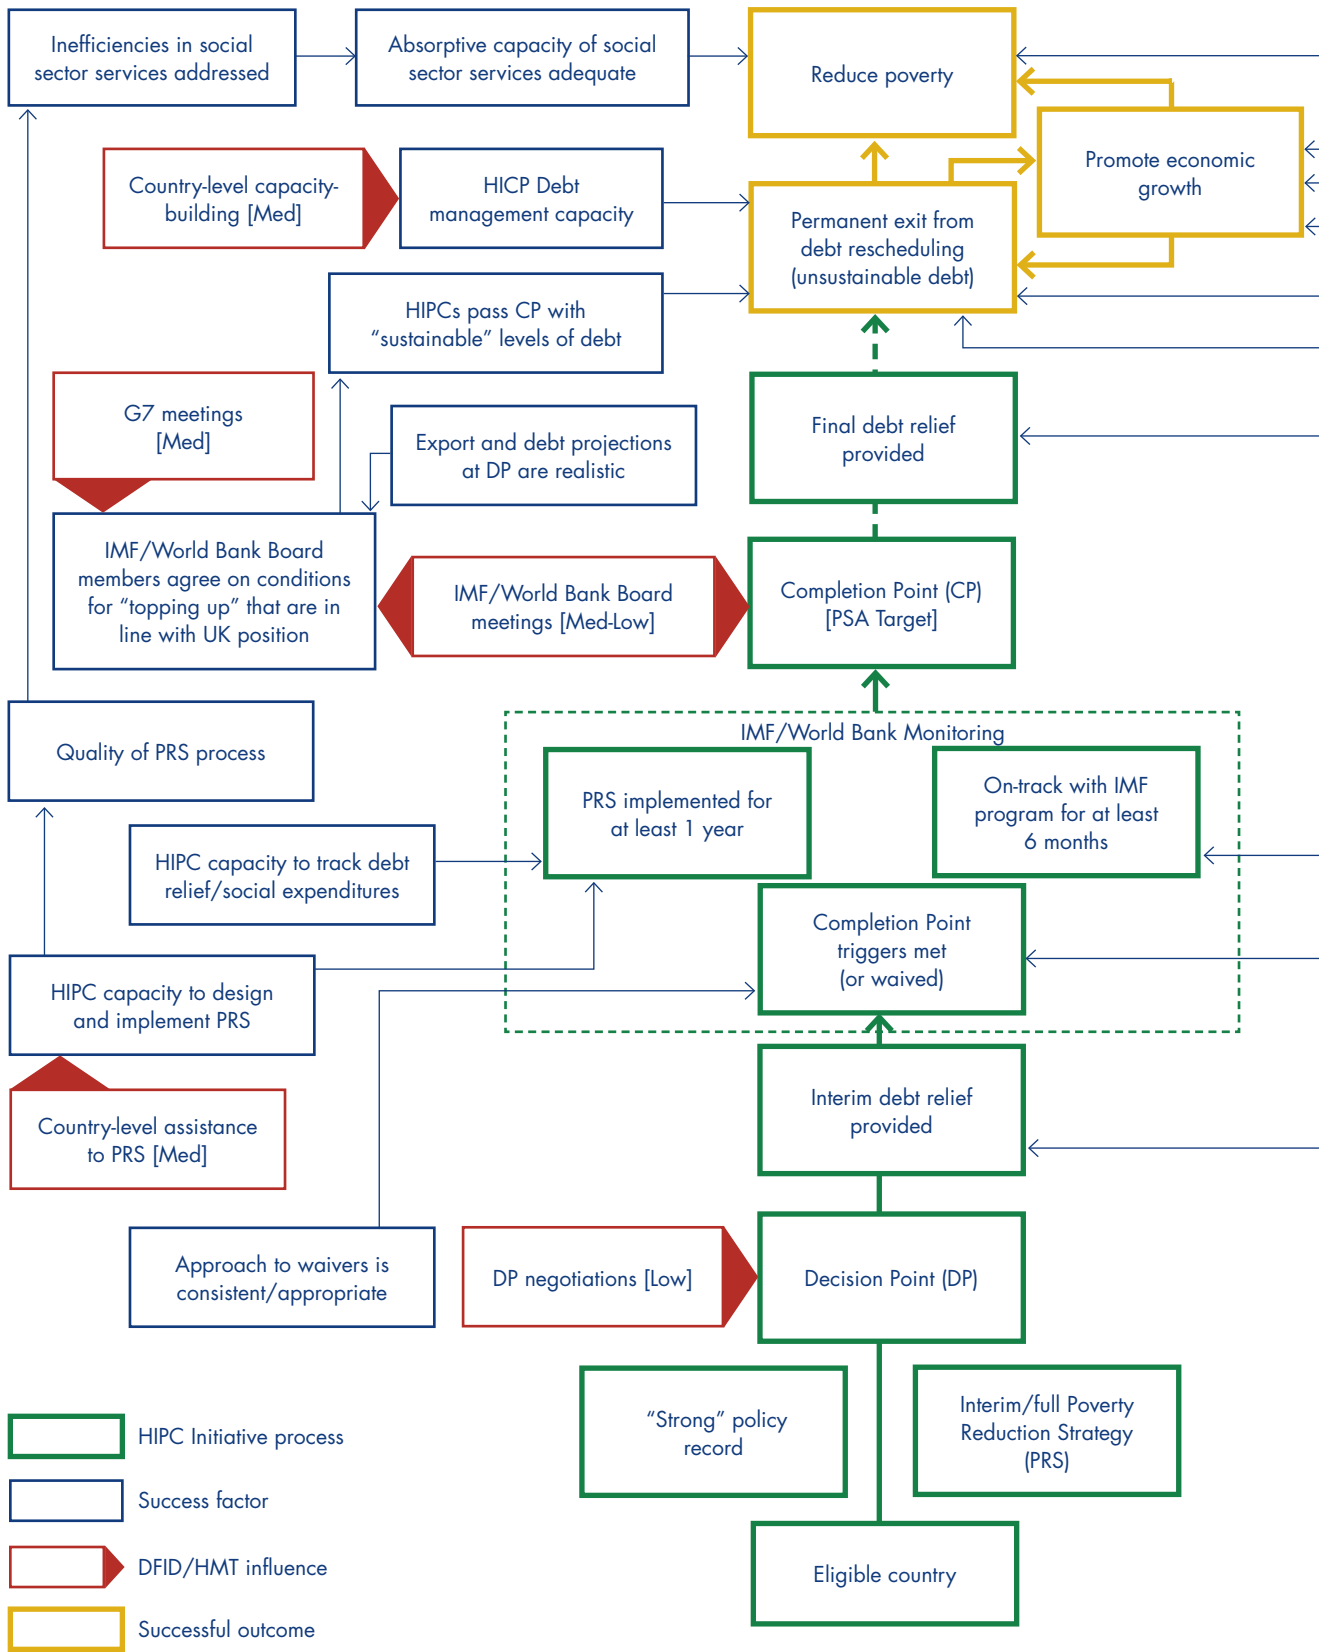 Inefficiencies in social
sector services addressed
Absorptive capacity of social
sector services adequate
Reduce poverty
Promote economic
growth
Country-level capacity-
building [Med]
HICP Debt
management capacity
Permanent exit from
debt rescheduling
(unsustainable debt)
HIPCs pass CP with
“sustainable” levels of debt
G7 meetings
[Med]
Export and debt projections
at DP are realistic
Final debt relief
provided
IMF/World Bank Board
members agree on conditions
for “topping up” that are in
line with UK position
IMF/World Bank Board
meetings [Med-Low]
Completion Point (CP)
[PSA Target]
Quality of PRS process
IMF/World Bank Monitoring
PRS implemented for
at least 1 year
On-track with IMF
program for at least
6 months
HIPC capacity to track debt
relief/social expenditures
Completion Point
triggers met
(or waived)
HIPC capacity to design
and implement PRS
Country-level assistance
to PRS [Med]
Interim debt relief
provided
Approach to waivers is
consistent/appropriate
DP negotiations [Low]
Decision Point (DP)
“Strong” policy
record
Interim/full Poverty
Reduction Strategy
(PRS)
Eligible country
HIPC Initiative process
Success factor
DFID/HMT influence
Successful outcome